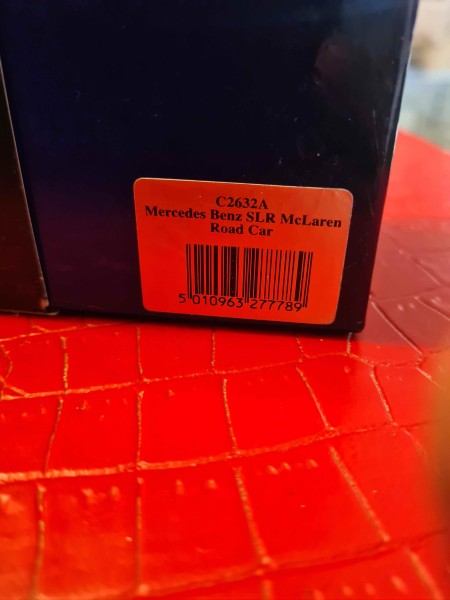 C2632A
Mercedes Benz SLR McLaren
Road Car
5 010963 277789